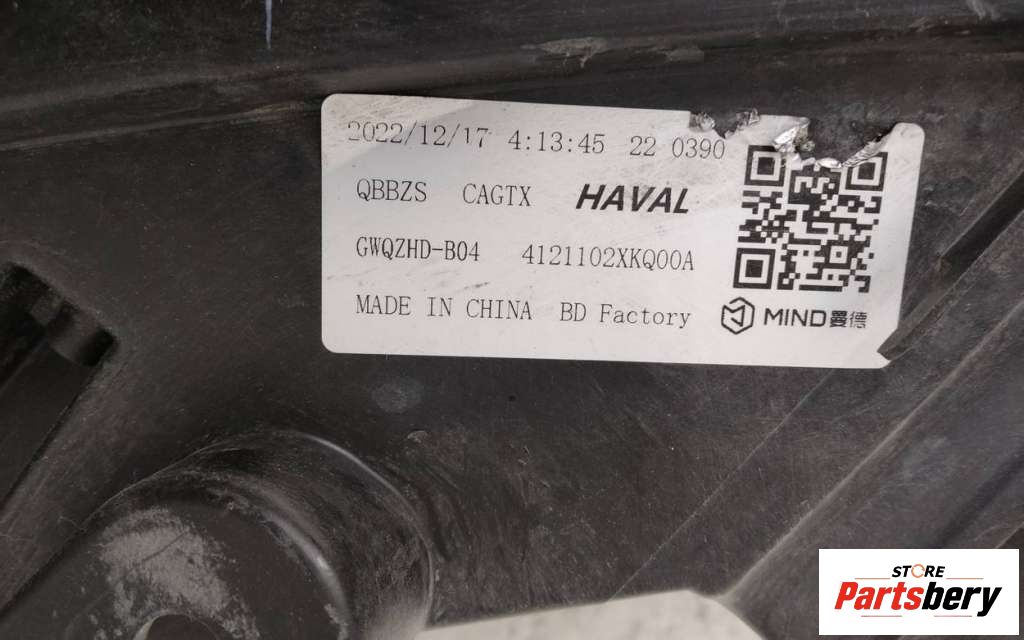 2022/12/17 4:13:45 22 0390
QBBZS CAGTX HAVAL
GWQZHD-B04 4121102XKQ00A
MADE IN CHINA BD Factory
MIND曼德
STORE
Partsbery